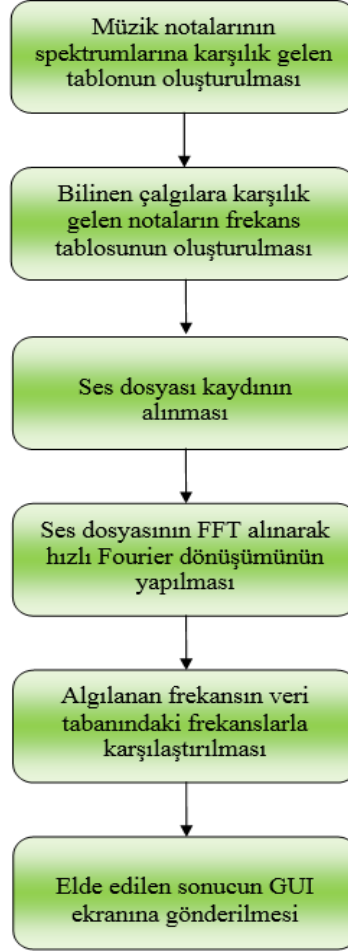 Müzik notalarının
spektrumlarına karşılık gelen
tablonun oluşturulması
Bilinen çalgılara karşılık
gelen notaların frekans
tablosunun oluşturulması
Ses dosyası kaydının
alınması
Ses dosyasının FFT alınarak
hızlı Fourier dönüşümünün
yapılması
Algılanan frekansın veri
tabanındaki frekanslarla
karşılaştırılması
Elde edilen sonucun GUI
ekranına gönderilmesi